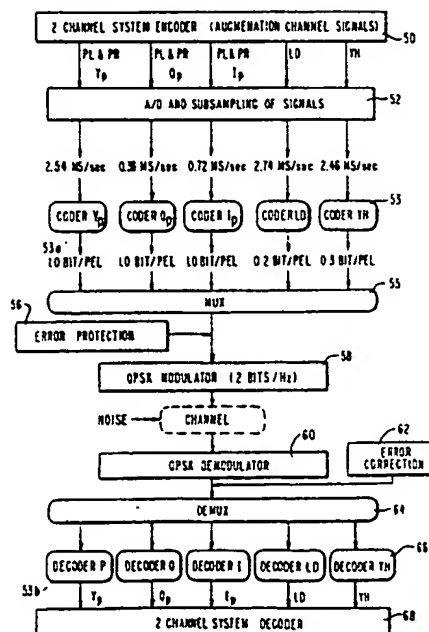 2 CHANNEL SYSTEM ENCODER (AUGMENATION CHANNEL SIGNALS)
50
PL & PR PL & PR PL & PR LD YH
Yp Qp Ip
A/D AND SUBSAMPLING OF SIGNALS
52
2.54 MS/sec 0.36 MS/sec 0.72 MS/sec 2.74 MS/sec 2.46 MS/sec
CODER Yp CODER Qp CODER Ip CODER LD CODER YH
53
53a
1.0 BIT/PEL 1.0 BIT/PEL 1.0 BIT/PEL 0.2 BIT/PEL 0.3 BIT/PEL
MUX
55
56
ERROR PROTECTION
QPSK MODULATOR (2 BITS/Hz)
58
NOISE CHANNEL
60
62
QPSK DEMODULATOR
ERROR CORRECTION
DEMUX
64
DECODER P DECODER Q DECODER I DECODER LD DECODER YH
66
53b
Yp Qp Ip LD YH
2 CHANNEL SYSTEM DECODER
68